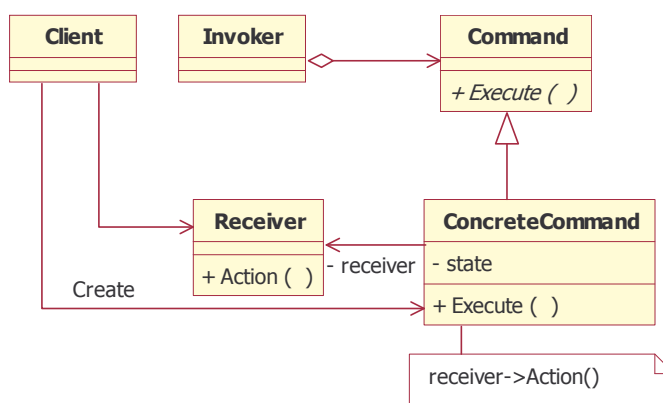 Client
Invoker
Command
+ Execute ( )
Receiver
+ Action ( )
- receiver
ConcreteCommand
- state
+ Execute ( )
Create
receiver->Action()